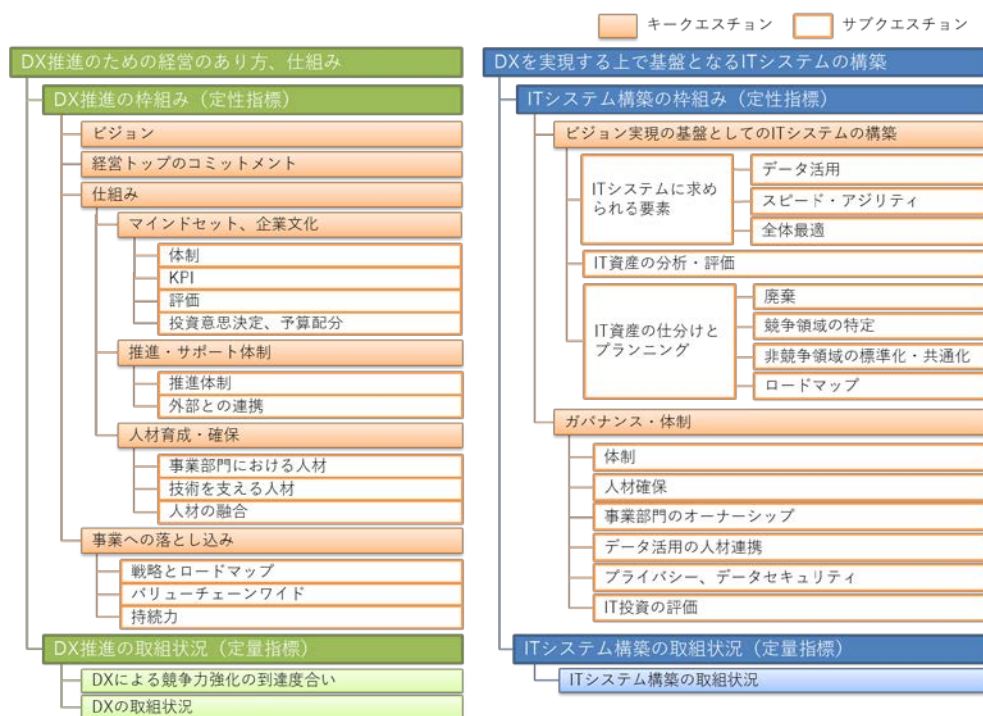 キークエスチョン サブクエスチョン
DX推進のための経営のあり方、仕組み
DX推進の枠組み（定性指標）
ビジョン
経営トップのコミットメント
仕組み
マインドセット、企業文化
体制
KPI
評価
投資意思決定、予算配分
推進・サポート体制
推進体制
外部との連携
人材育成・確保
事業部門における人材
技術を支える人材
人材の融合
事業への落とし込み
戦略とロードマップ
バリューチェーンワイド
持続力
DX推進の取組状況（定量指標）
DXによる競争力強化の到達度合い
DXの取組状況
DXを実現する上で基盤となるITシステムの構築
ITシステム構築の枠組み（定性指標）
ビジョン実現の基盤としてのITシステムの構築
ITシステムに求め
られる要素
データ活用
スピード・アジリティ
全体最適
IT資産の分析・評価
IT資産の仕分けと
プランニング
廃棄
競争領域の特定
非競争領域の標準化・共通化
ロードマップ
ガバナンス・体制
体制
人材確保
事業部門のオーナーシップ
データ活用の人材連携
プライバシー、データセキュリティ
IT投資の評価
ITシステム構築の取組状況（定量指標）
ITシステム構築の取組状況